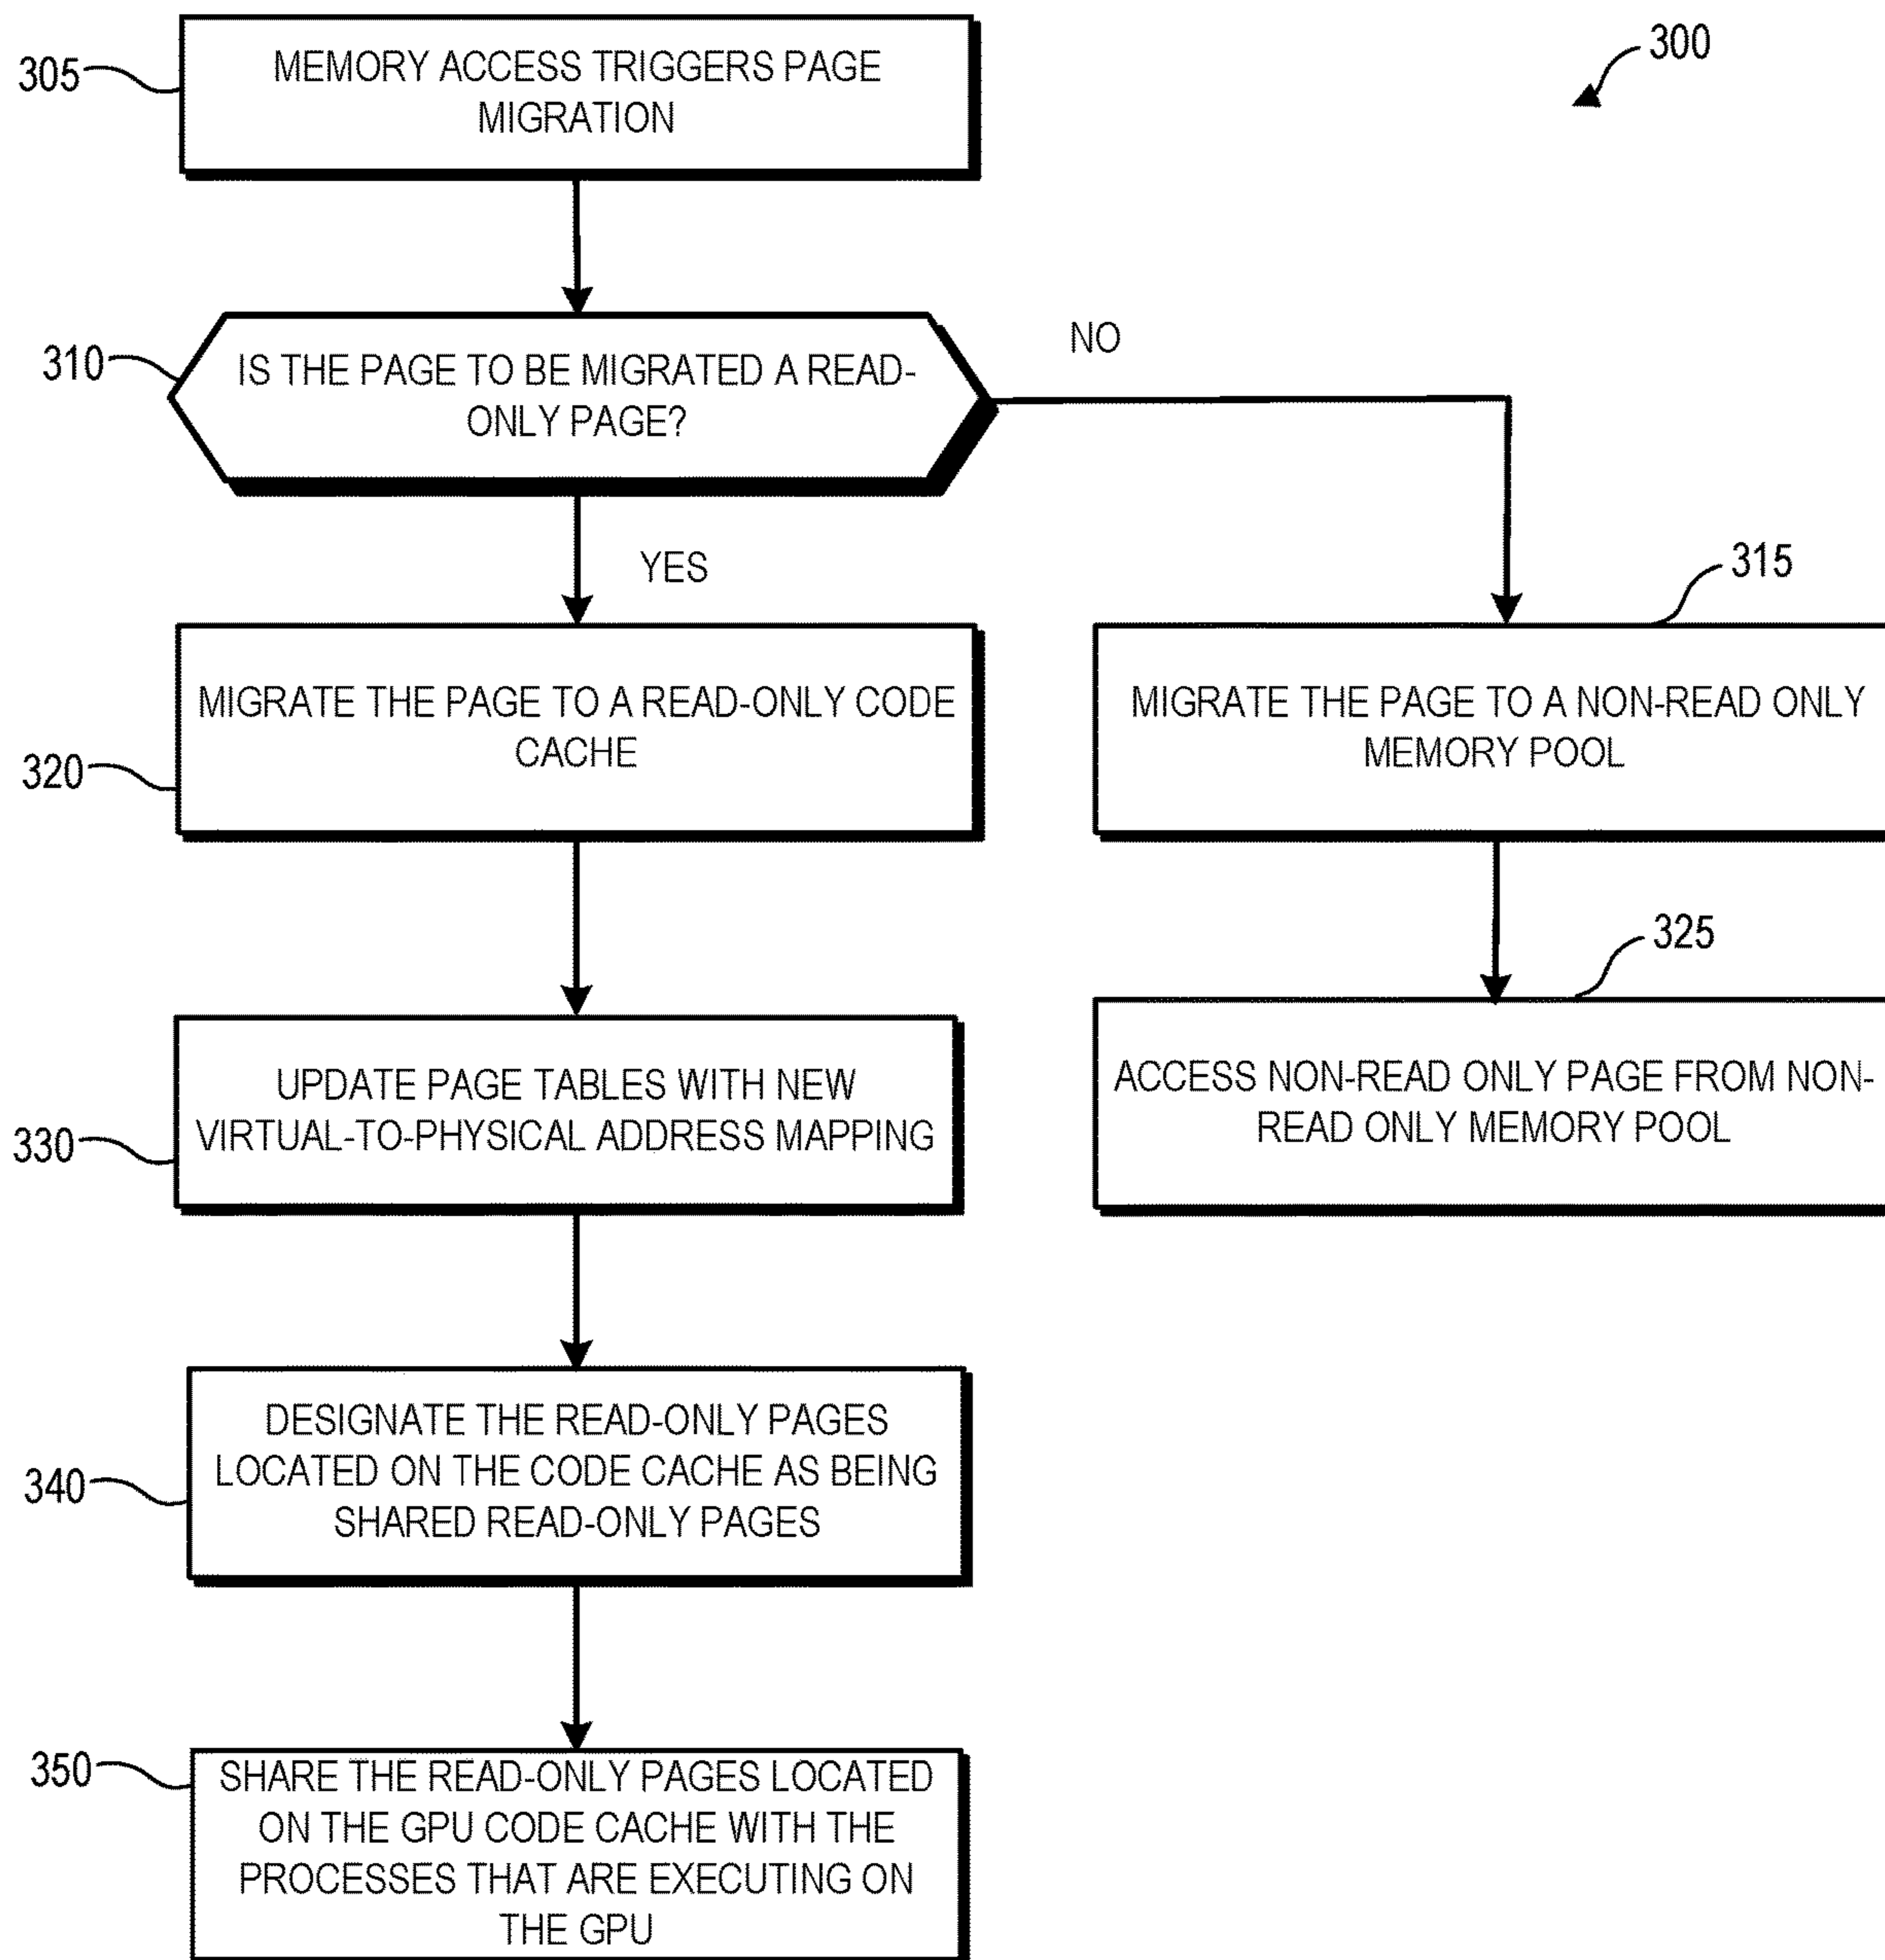 300
305
MEMORY ACCESS TRIGGERS PAGE
MIGRATION
310
IS THE PAGE TO BE MIGRATED A READ-
ONLY PAGE?
NO
YES
315
320
MIGRATE THE PAGE TO A READ-ONLY CODE
CACHE
MIGRATE THE PAGE TO A NON-READ ONLY
MEMORY POOL
325
330
UPDATE PAGE TABLES WITH NEW
VIRTUAL-TO-PHYSICAL ADDRESS MAPPING
ACCESS NON-READ ONLY PAGE FROM NON-
READ ONLY MEMORY POOL
340
DESIGNATE THE READ-ONLY PAGES
LOCATED ON THE CODE CACHE AS BEING
SHARED READ-ONLY PAGES
350
SHARE THE READ-ONLY PAGES LOCATED
ON THE GPU CODE CACHE WITH THE
PROCESSES THAT ARE EXECUTING ON
THE GPU